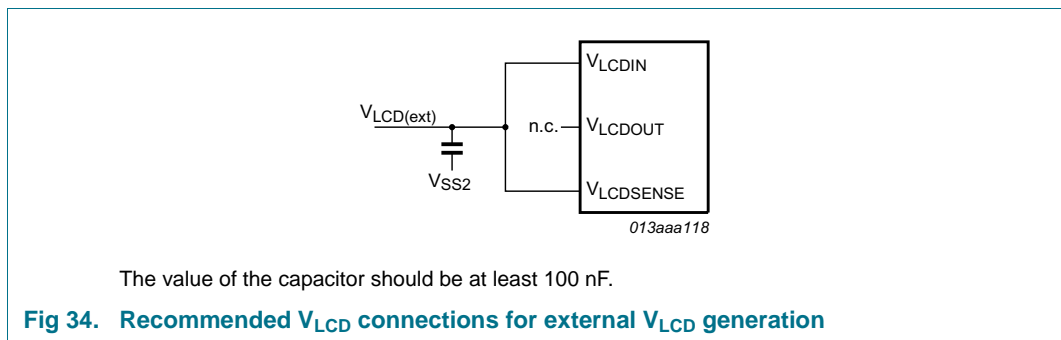 VLCDIN
VLCD(ext)
n.c.
VLCDOUT
VSS2
VLCDSENSE
013aaa118
The value of the capacitor should be at least 100 nF.
Fig 34. Recommended VLCD connections for external VLCD generation